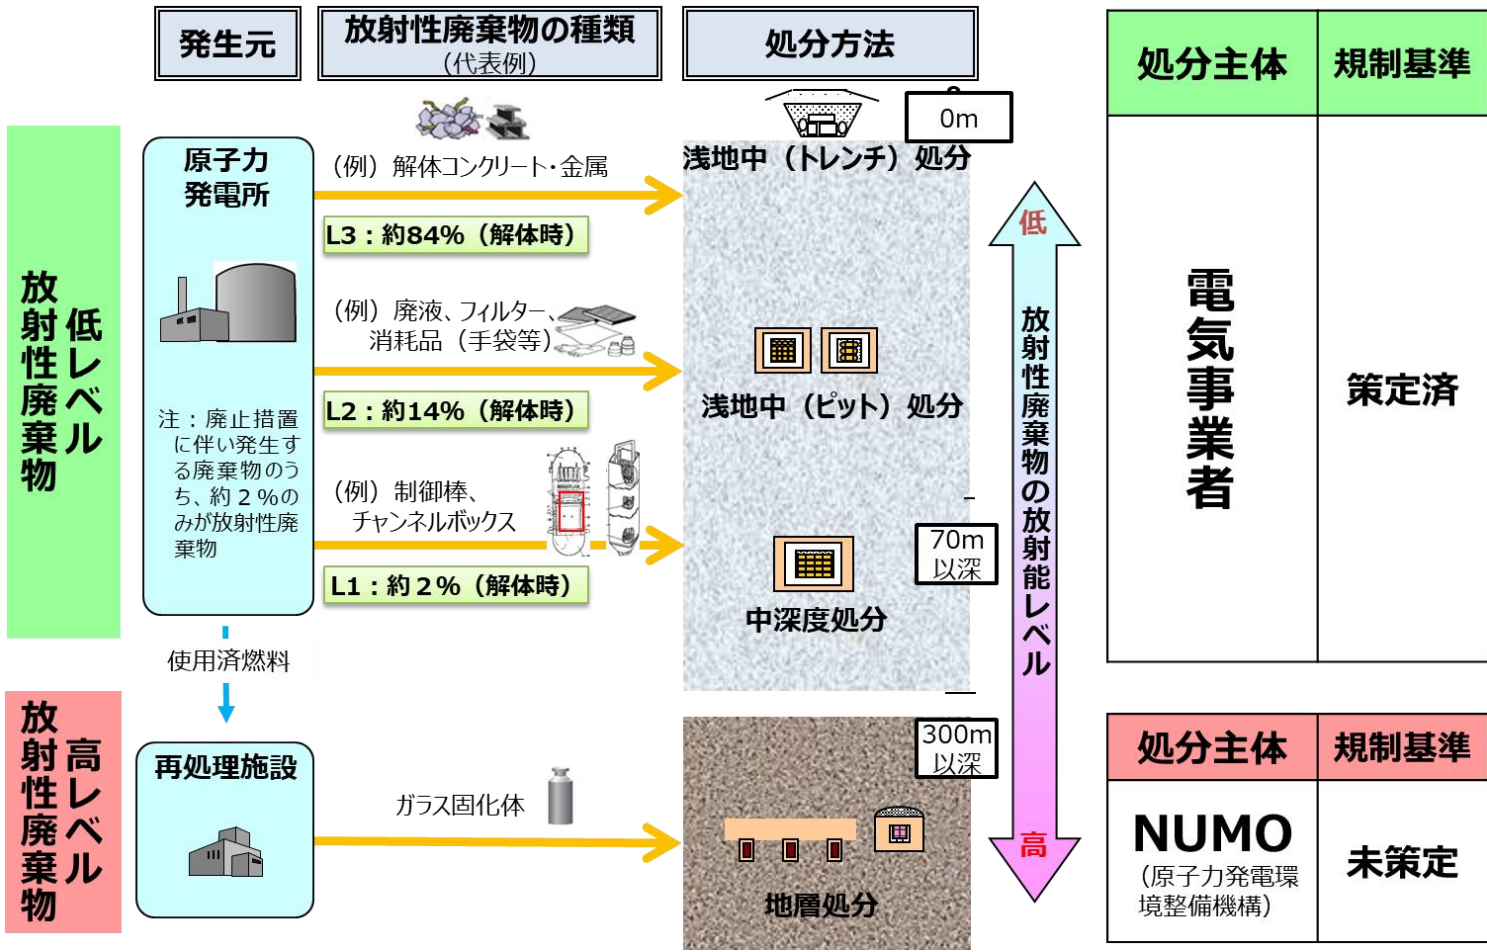 発生元
放射性廃棄物の種類
（代表例）
処分方法
処分主体
規制基準
低レベル
放射性廃棄物
原子力
発電所
注：廃止措置
に伴い発生す
る廃棄物のう
ち、約２％の
みが放射性廃
棄物
（例）解体コンクリート・金属
L3：約84%（解体時）
（例）廃液、フィルター、
消耗品（手袋等）
L2：約14%（解体時）
（例）制御棒、
チャンネルボックス
L1：約２%（解体時）
0m
浅地中（トレンチ）処分
浅地中（ピット）処分
70m
以深
中深度処分
低
放射性廃棄物の放射能レベル
高
電気事業者
策定済
使用済燃料
高レベル
放射性廃棄物
再処理施設
ガラス固化体
300m
以深
地層処分
処分主体
規制基準
NUMO
（原子力発電環
境整備機構）
未策定